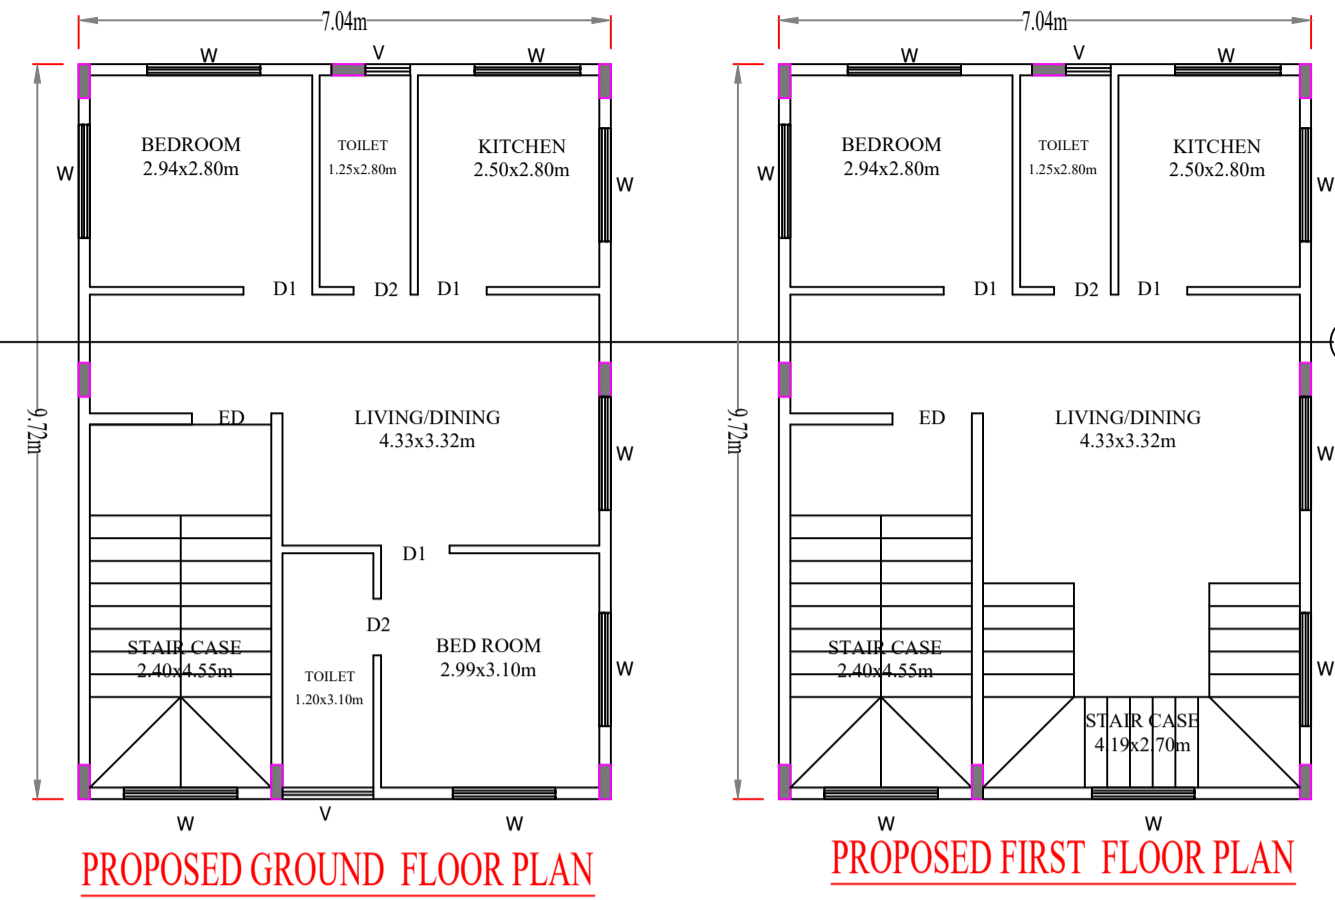 7.04m
W
V
W
BEDROOM
2.94x2.80m
TOILET
1.25x2.80m
KITCHEN
2.50x2.80m
W
W
D1
D2
D1
9.72m
ED
LIVING/DINING
4.33x3.32m
W
D1
D2
STAIR CASE
2.40x4.55m
BED ROOM
2.99x3.10m
TOILET
1.20x3.10m
W
W
V
W
PROPOSED GROUND FLOOR PLAN
7.04m
W
V
W
BEDROOM
2.94x2.80m
TOILET
1.25x2.80m
KITCHEN
2.50x2.80m
W
W
D1
D2
D1
9.72m
ED
LIVING/DINING
4.33x3.32m
W
STAIR CASE
2.40x4.55m
W
STAIR CASE
4.19x2.70m
W
W
PROPOSED FIRST FLOOR PLAN